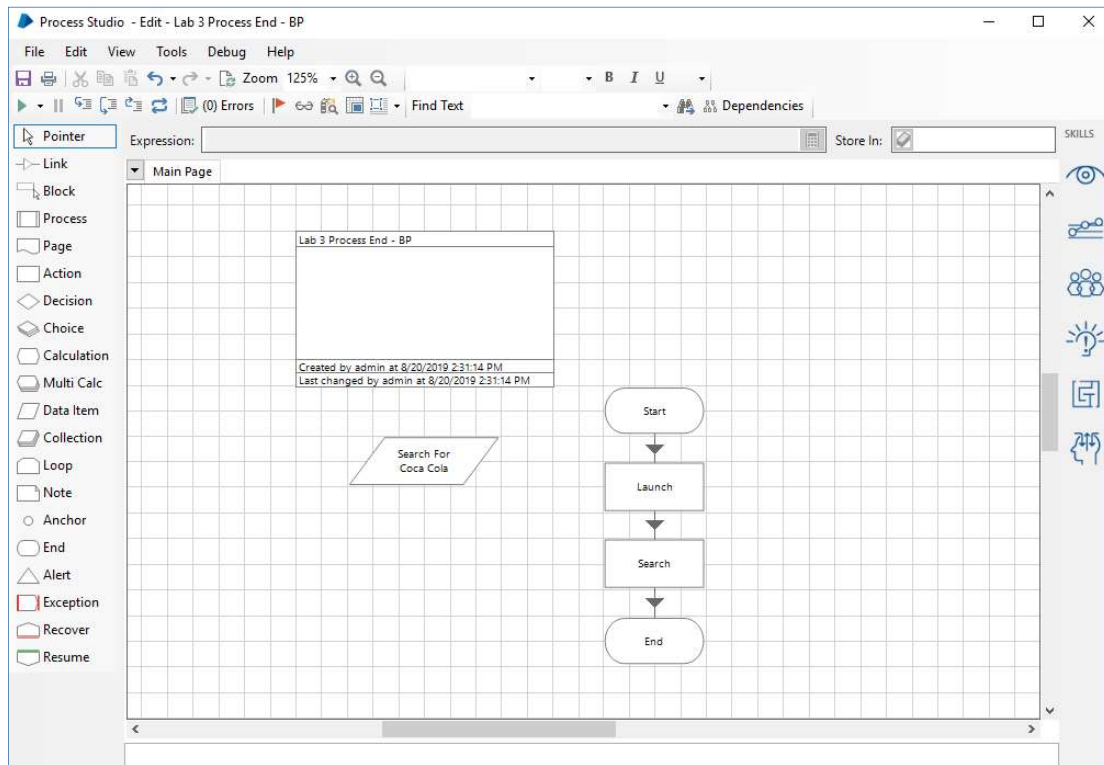 Process Studio - Edit - Lab 3 Process End - BP
File Edit View Tools Debug Help
Zoom 125% B I U
(0) Errors Find Text Dependencies
Pointer
Expression: Store In:
SKILLS
Link
Main Page
Block
Process
Page
Action
Decision
Choice
Calculation
Multi Calc
Data Item
Collection
Loop
Note
Anchor
End
Alert
Exception
Recover
Resume
Lab 3 Process End - BP
Created by admin at 8/20/2019 2:31:14 PM
Last changed by admin at 8/20/2019 2:31:14 PM
Search For
Coca Cola
Start
Launch
Search
End